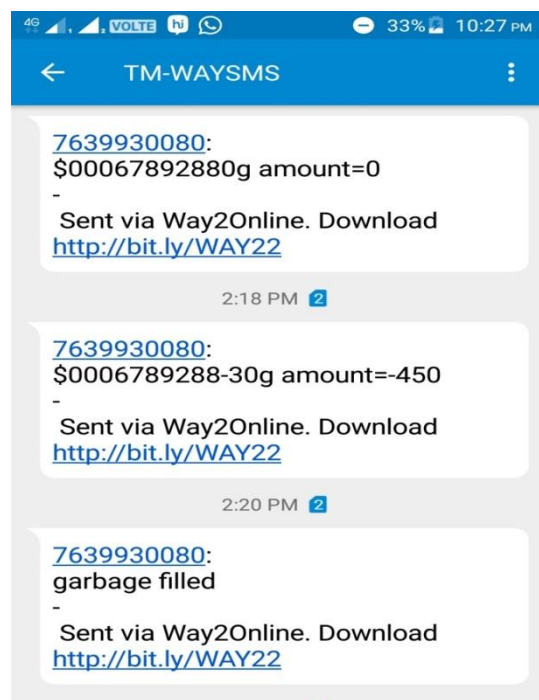 4G 1 2 VOLTE hi 33% 10:27 PM
TM-WAYSMS
7639930080:
$00067892880g amount=0
-
Sent via Way2Online. Download
http://bit.ly/WAY22
2:18 PM 2
7639930080:
$0006789288-30g amount=-450
-
Sent via Way2Online. Download
http://bit.ly/WAY22
2:20 PM 2
7639930080:
garbage filled
-
Sent via Way2Online. Download
http://bit.ly/WAY22